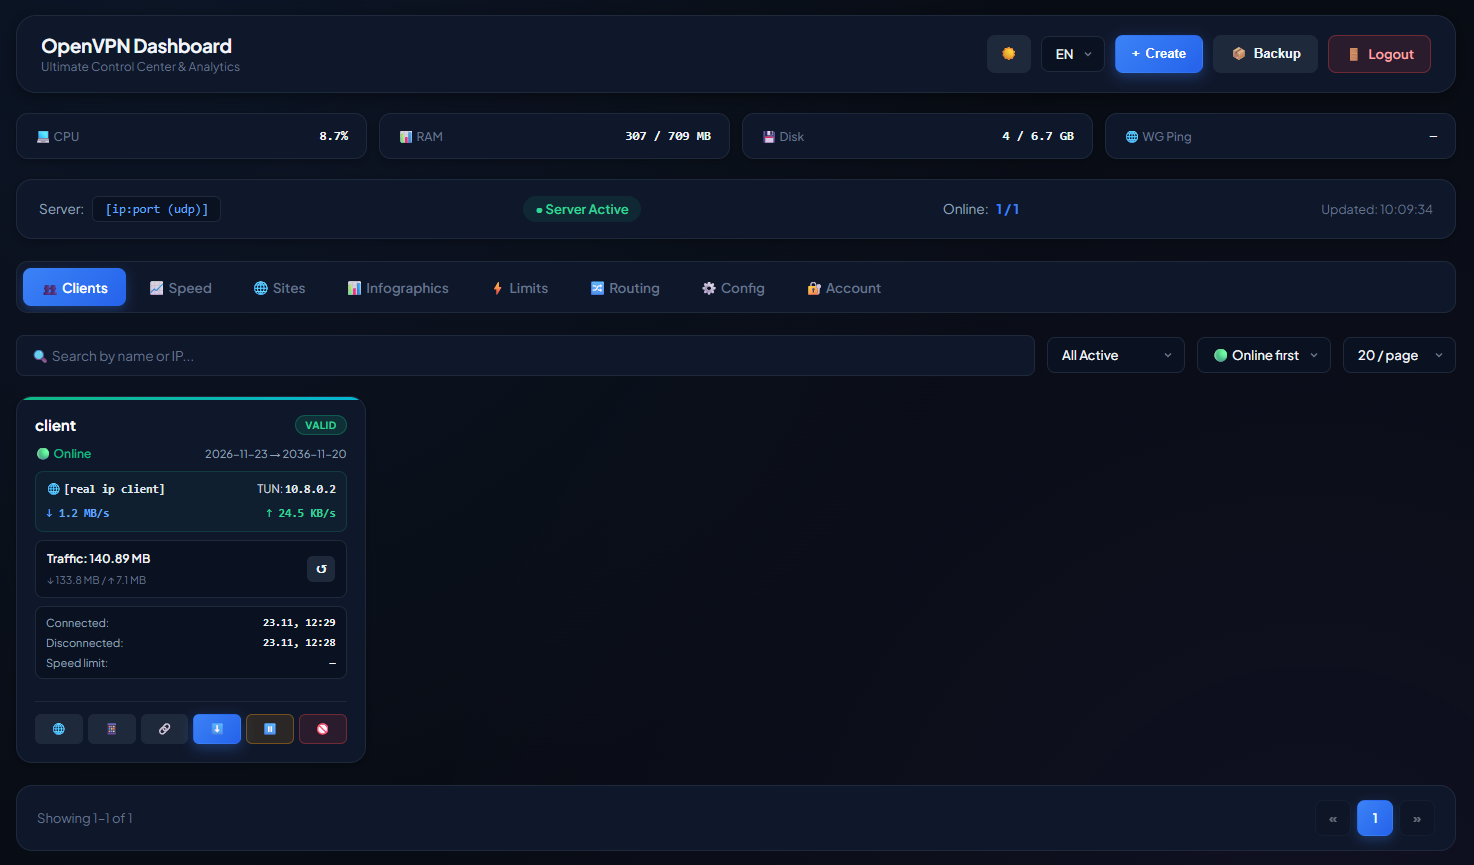 OpenVPN Dashboard
Ultimate Control Center & Analytics
EN
+ Create
Backup
Logout
CPU
8.7%
RAM
307 / 709 MB
Disk
4 / 6.7 GB
WG Ping
—
Server: [ip:port (udp)]
● Server Active
Online: 1 / 1
Updated: 10:09:34
Clients
Speed
Sites
Infographics
Limits
Routing
Config
Account
Search by name or IP...
All Active
Online first
20 / page
client
VALID
Online
2026-11-23 → 2036-11-20
[real ip client]
TUN: 10.8.0.2
↓ 1.2 MB/s
↑ 24.5 KB/s
Traffic: 140.89 MB
↓ 133.8 MB / ↑ 7.1 MB
↺
Connected: 23.11, 12:29
Disconnected: 23.11, 12:28
Speed limit: —
Showing 1–1 of 1
« 1 »